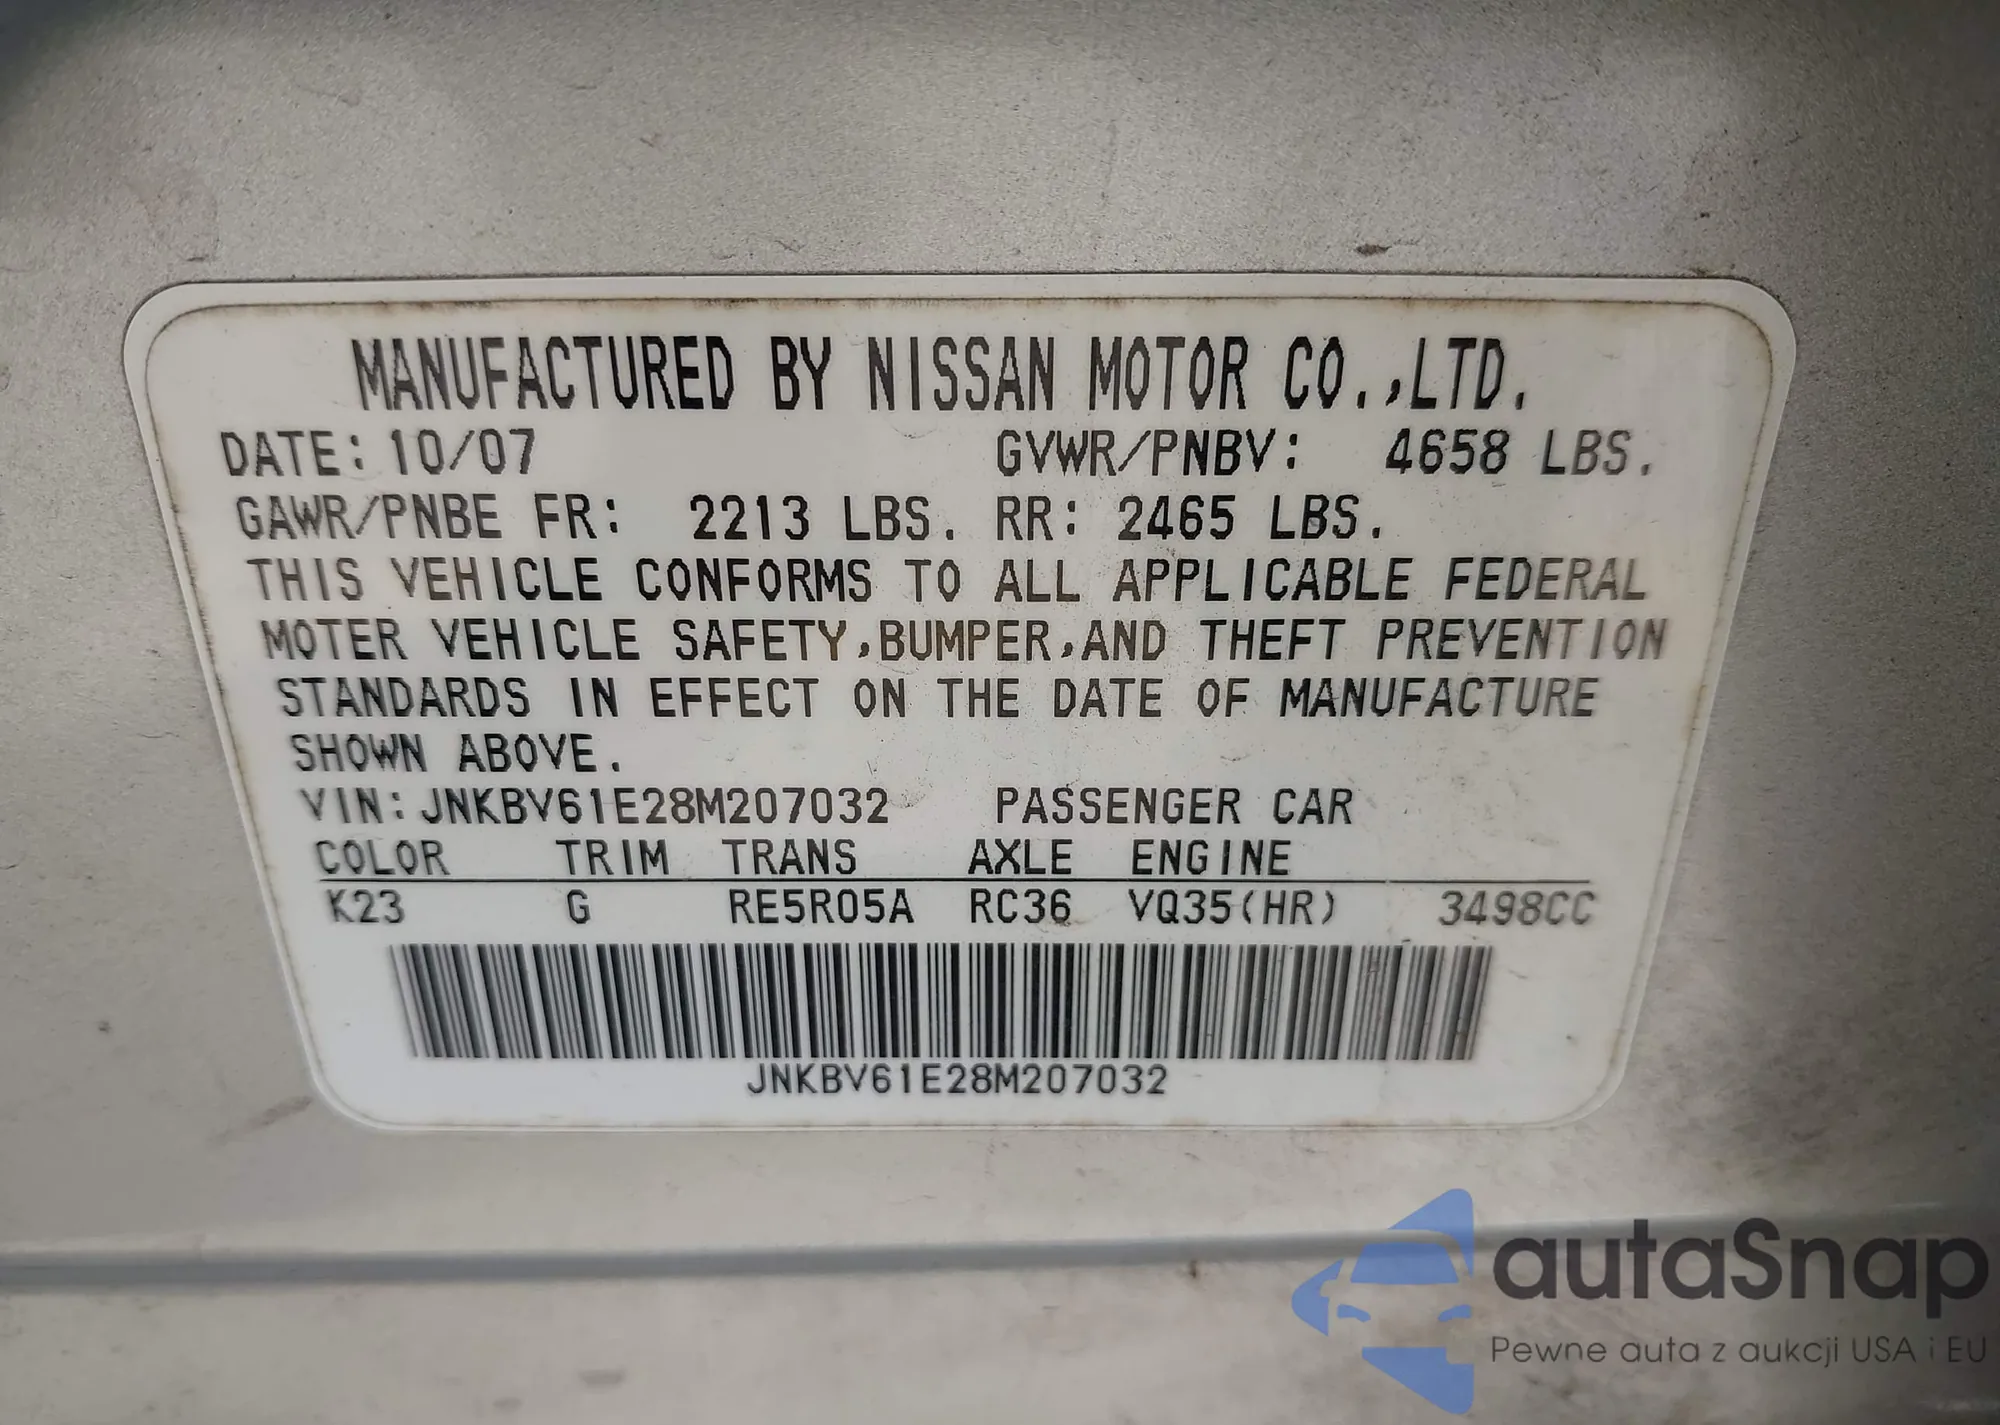 MANUFACTURED BY NISSAN MOTOR CO.,LTD.
DATE: 10/07 GVWR/PNBV: 4658 LBS.
GAWR/PNBE FR: 2213 LBS. RR: 2465 LBS.
THIS VEHICLE CONFORMS TO ALL APPLICABLE FEDERAL
MOTER VEHICLE SAFETY,BUMPER,AND THEFT PREVENTION
STANDARDS IN EFFECT ON THE DATE OF MANUFACTURE
SHOWN ABOVE.
VIN: JNKBV61E28M207032 PASSENGER CAR
COLOR TRIM TRANS AXLE ENGINE
K23 G RE5R05A RC36 VQ35(HR) 3498CC
JNKBV61E28M207032
autaSnap
Pewne auta z aukcji USA i EU